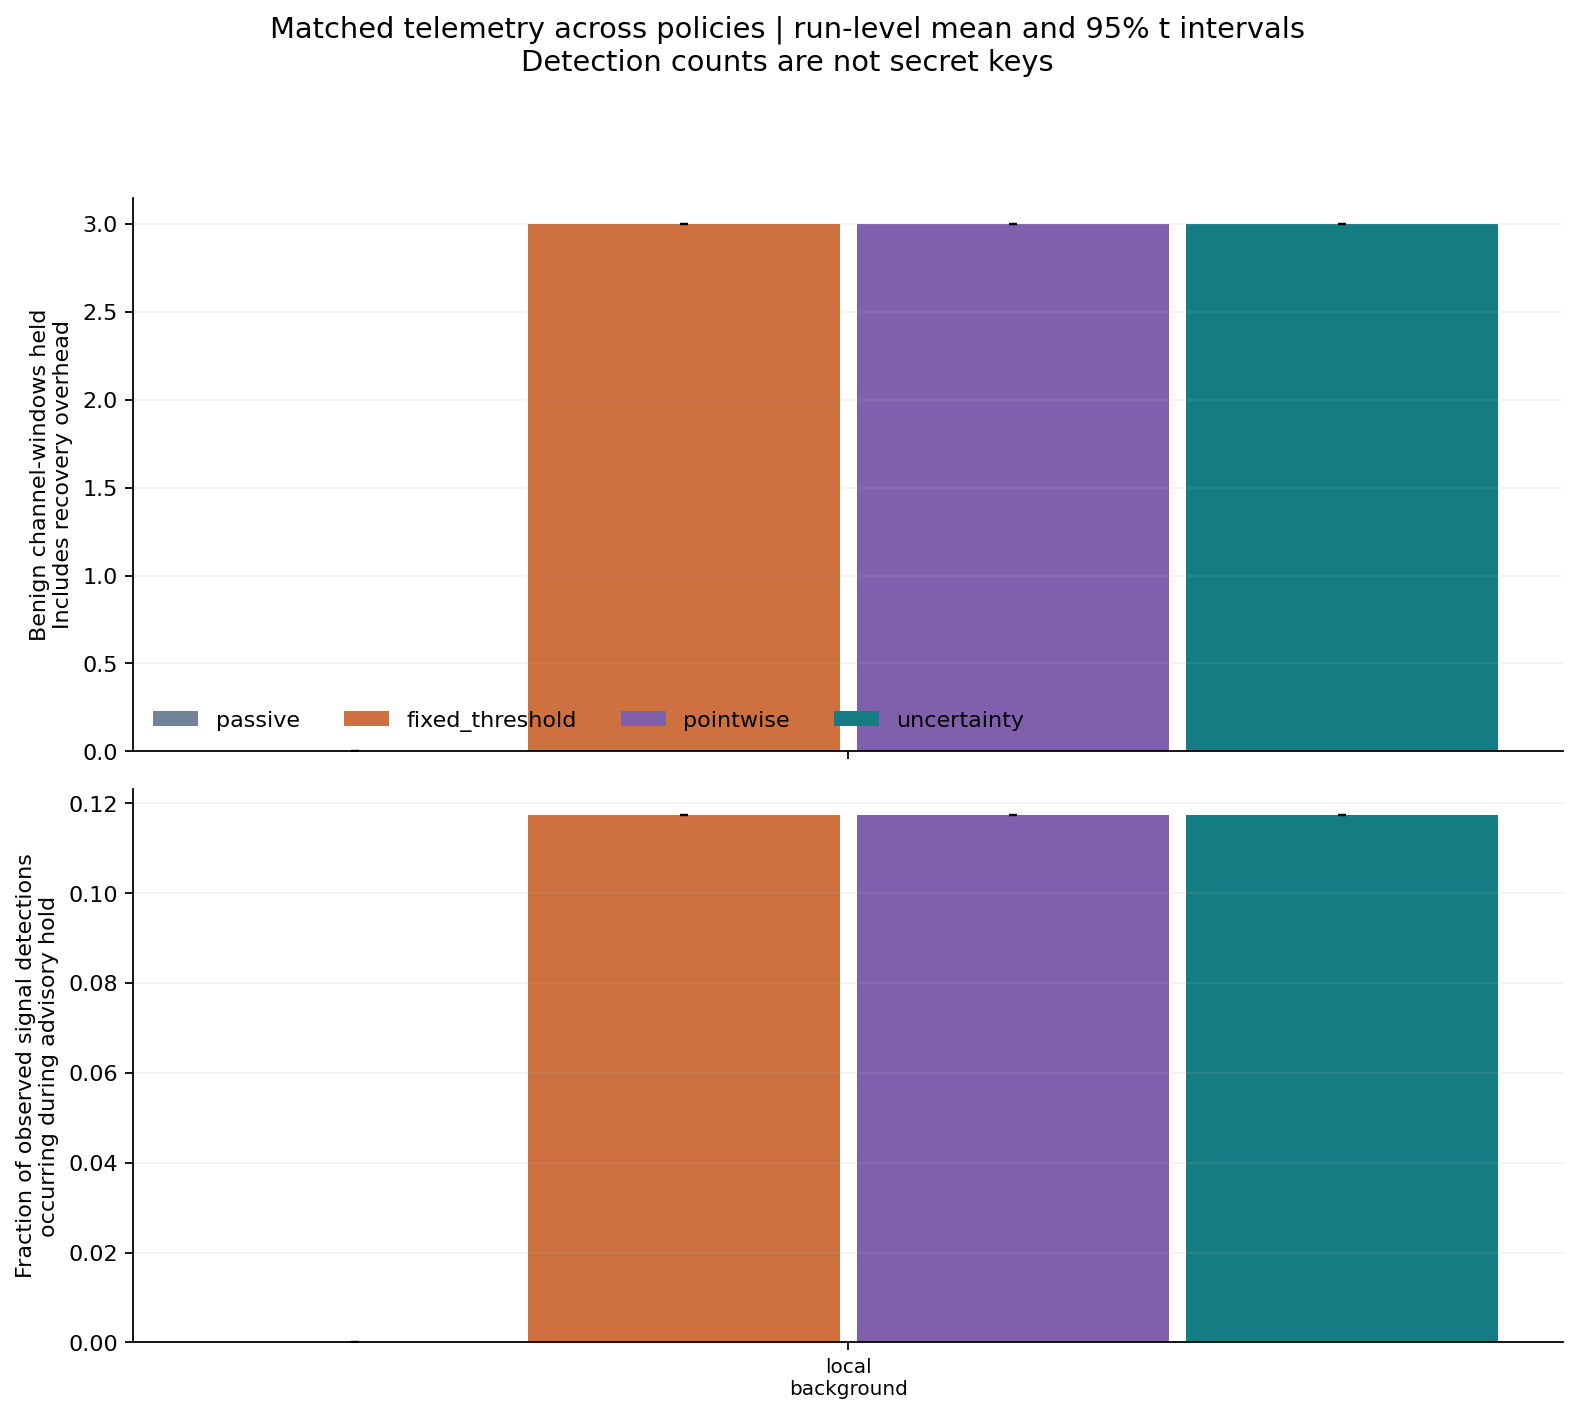 Matched telemetry across policies | run-level mean and 95% t intervals
Detection counts are not secret keys
Benign channel-windows held
Includes recovery overhead
3.0
2.5
2.0
1.5
1.0
0.5
0.0
passive
fixed_threshold
pointwise
uncertainty
Fraction of observed signal detections
occurring during advisory hold
0.12
0.10
0.08
0.06
0.04
0.02
0.00
local
background